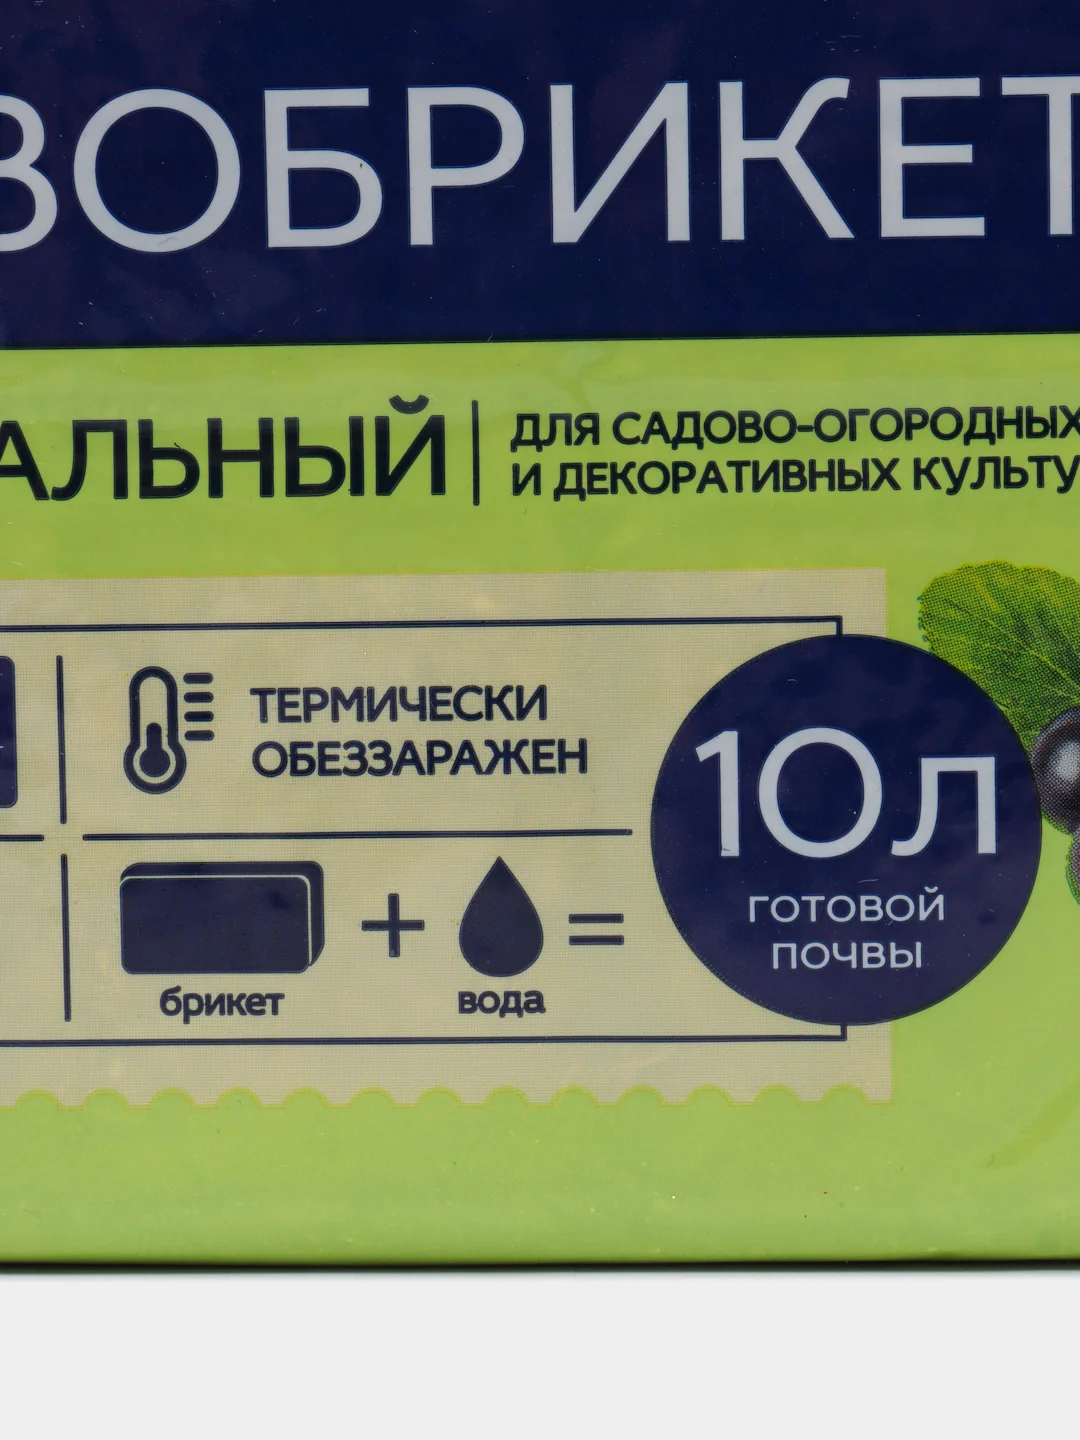 ЗОБРИКЕТ
АЛЬНЫЙ
ДЛЯ САДОВО-ОГОРОДНЫХ
И ДЕКОРАТИВНЫХ КУЛЬТУ
ТЕРМИЧЕСКИ
ОБЕЗЗАРАЖЕН
брикет + вода =
10л
ГОТОВОЙ
ПОЧВЫ